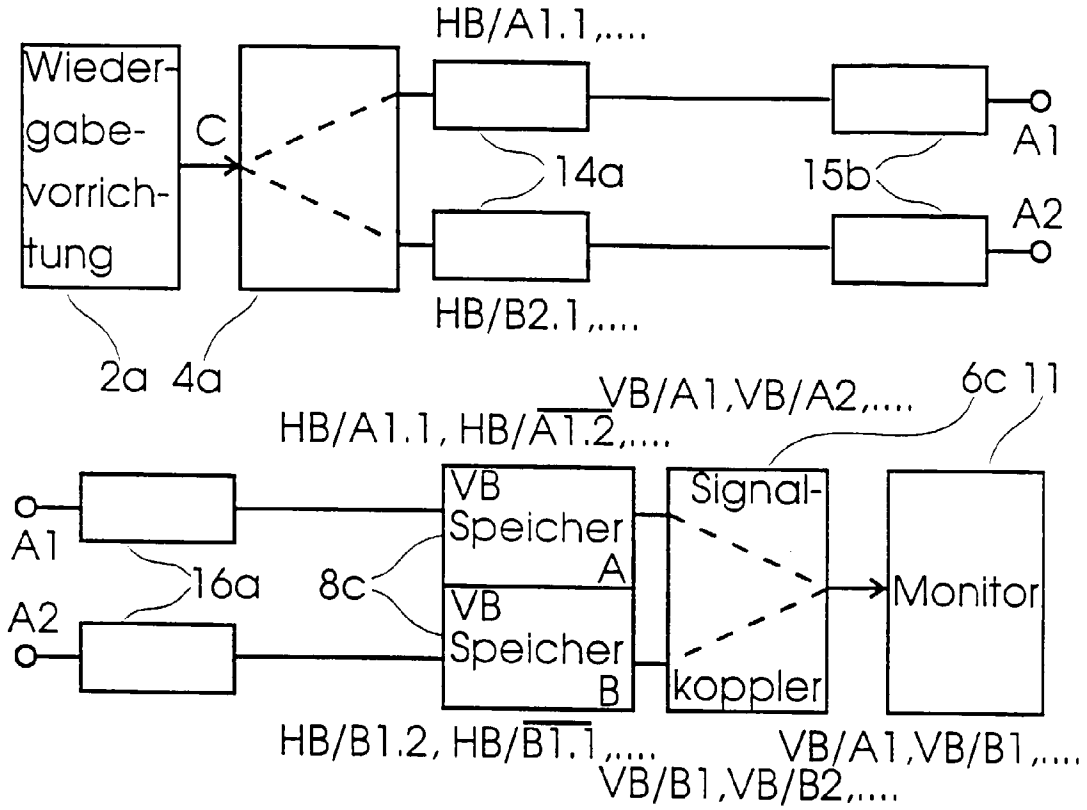 HB/A1.1,....
Wieder-
gabe-
vorrich-
tung
C
14a
15b
A1
A2
HB/B2.1,....
2a
4a
6c
11
VB/A1,VB/A2,....
HB/A1.1, HB/A̅1̅.̅2̅,....
A1
A2
16a
8c
VB
Speicher
A
VB
Speicher
B
Signal-
koppler
Monitor
HB/B1.2, HB/B̅1̅.̅1̅,....
VB/A1,VB/B1,....
VB/B1,VB/B2,....